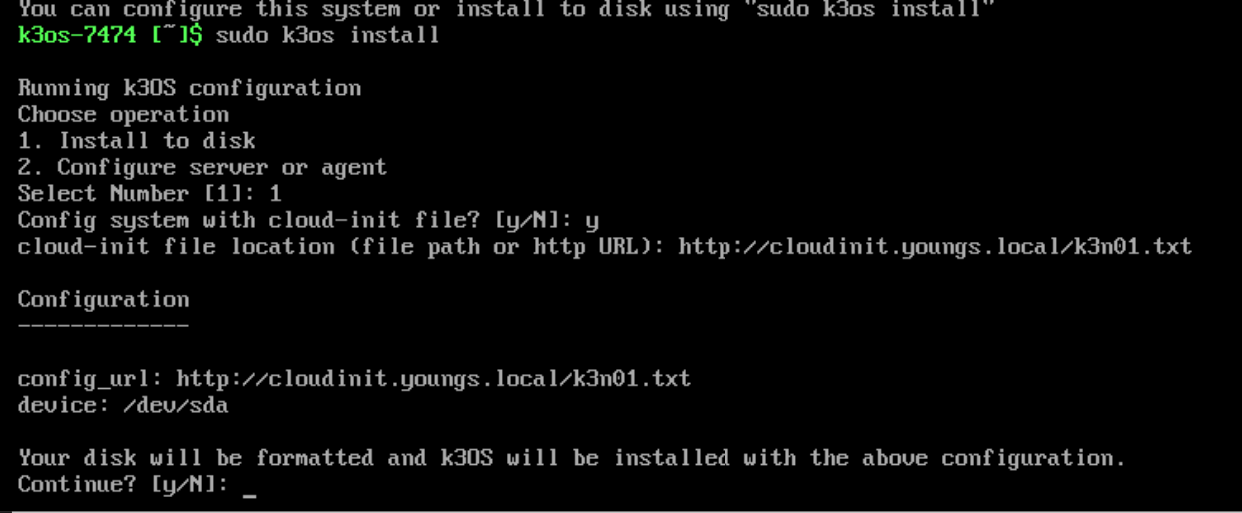 You can configure this system or install to disk using "sudo k3os install"
k3os-7474 [~]$ sudo k3os install
Running k3OS configuration
Choose operation
1. Install to disk
2. Configure server or agent
Select Number [1]: 1
Config system with cloud-init file? [y/N]: y
cloud-init file location (file path or http URL): http://cloudinit.youngs.local/k3n01.txt
Configuration
-------------
config_url: http://cloudinit.youngs.local/k3n01.txt
device: /dev/sda
Your disk will be formatted and k3OS will be installed with the above configuration.
Continue? [y/N]: _